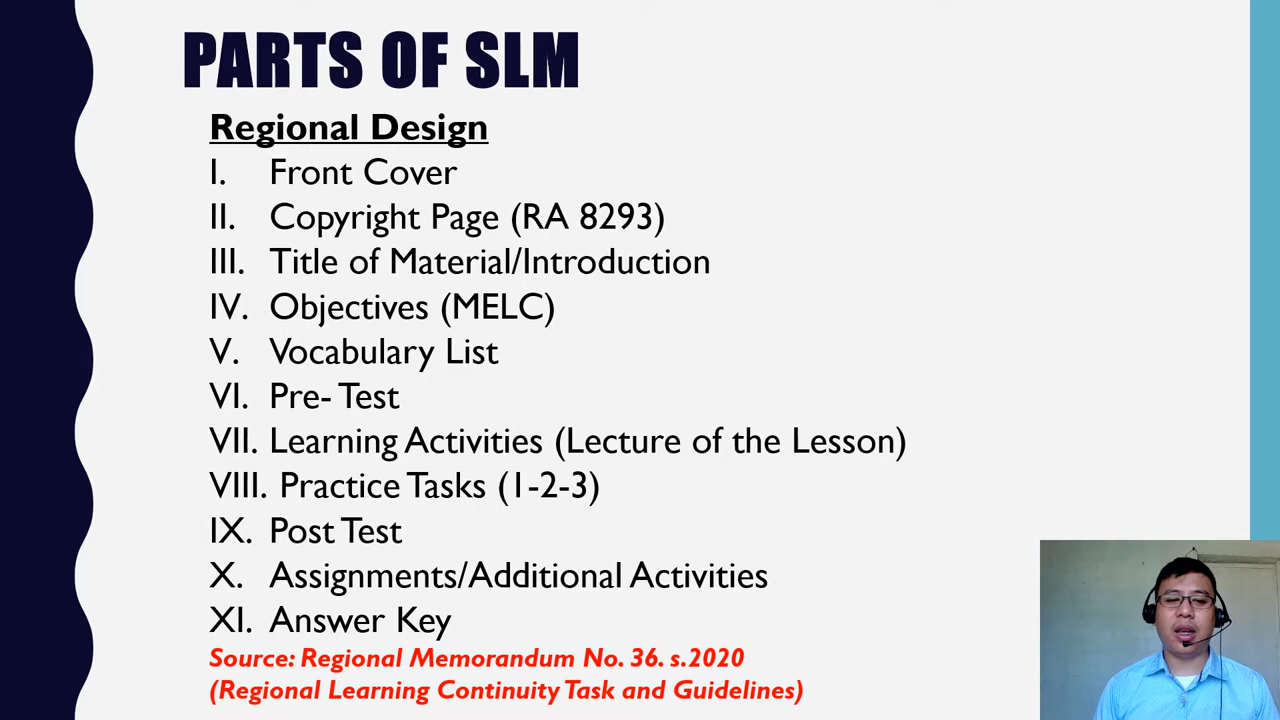 PARTS OF SLM
Regional Design
I. Front Cover
II. Copyright Page (RA 8293)
III. Title of Material/Introduction
IV. Objectives (MELC)
V. Vocabulary List
VI. Pre- Test
VII. Learning Activities (Lecture of the Lesson)
VIII. Practice Tasks (1-2-3)
IX. Post Test
X. Assignments/Additional Activities
XI. Answer Key
Source: Regional Memorandum No. 36. s.2020
(Regional Learning Continuity Task and Guidelines)